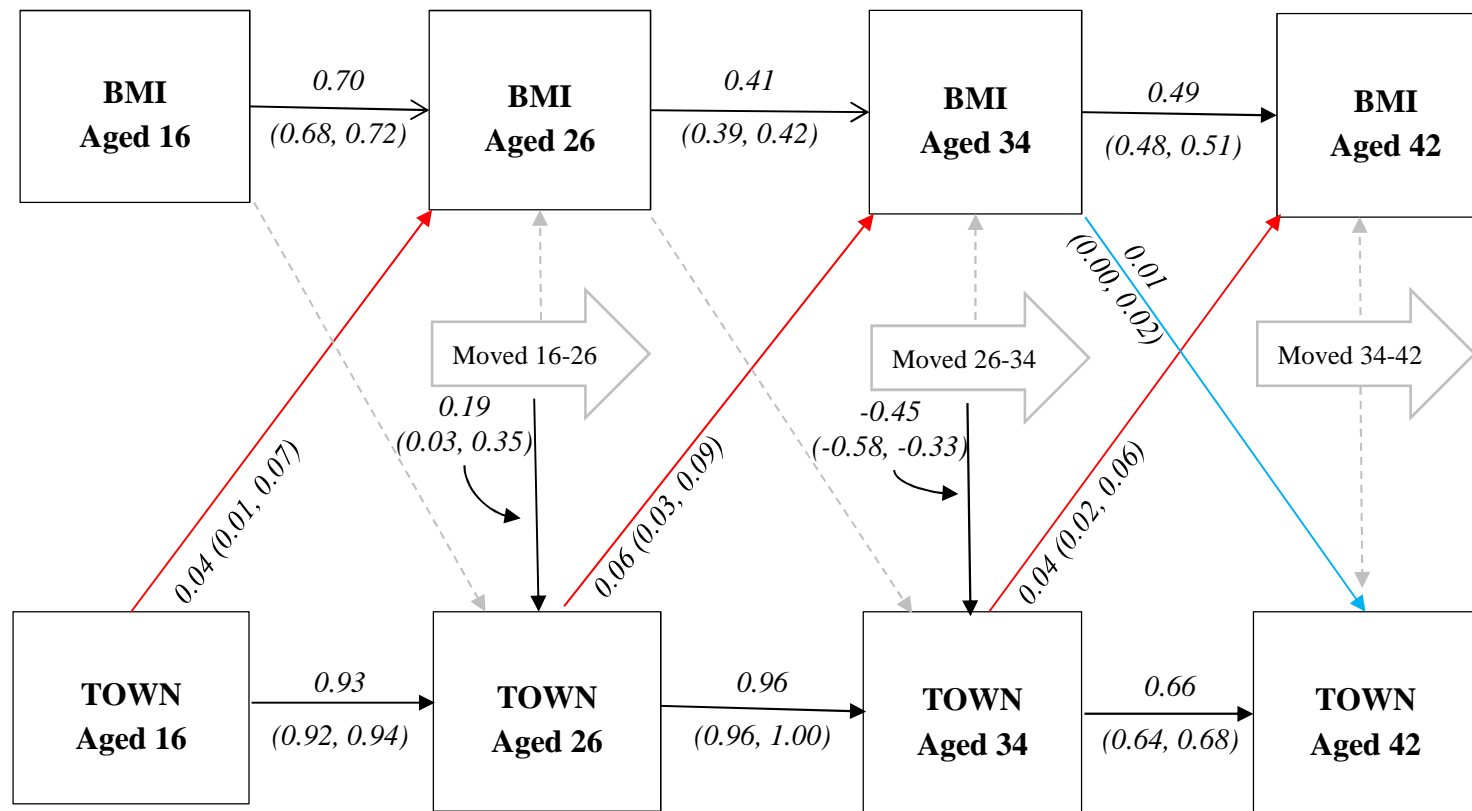 BMI
Aged 16
0.70
(0.68, 0.72)
BMI
Aged 26
0.41
(0.39, 0.42)
BMI
Aged 34
0.49
(0.48, 0.51)
BMI
Aged 42
0.01
(0.00, 0.02)
Moved 16-26
Moved 26-34
Moved 34-42
0.19
(0.03, 0.35)
-0.45
(-0.58, -0.33)
0.04 (0.01, 0.07)
0.06 (0.03, 0.09)
0.04 (0.02, 0.06)
TOWN
Aged 16
0.93
(0.92, 0.94)
TOWN
Aged 26
0.96
(0.96, 1.00)
TOWN
Aged 34
0.66
(0.64, 0.68)
TOWN
Aged 42